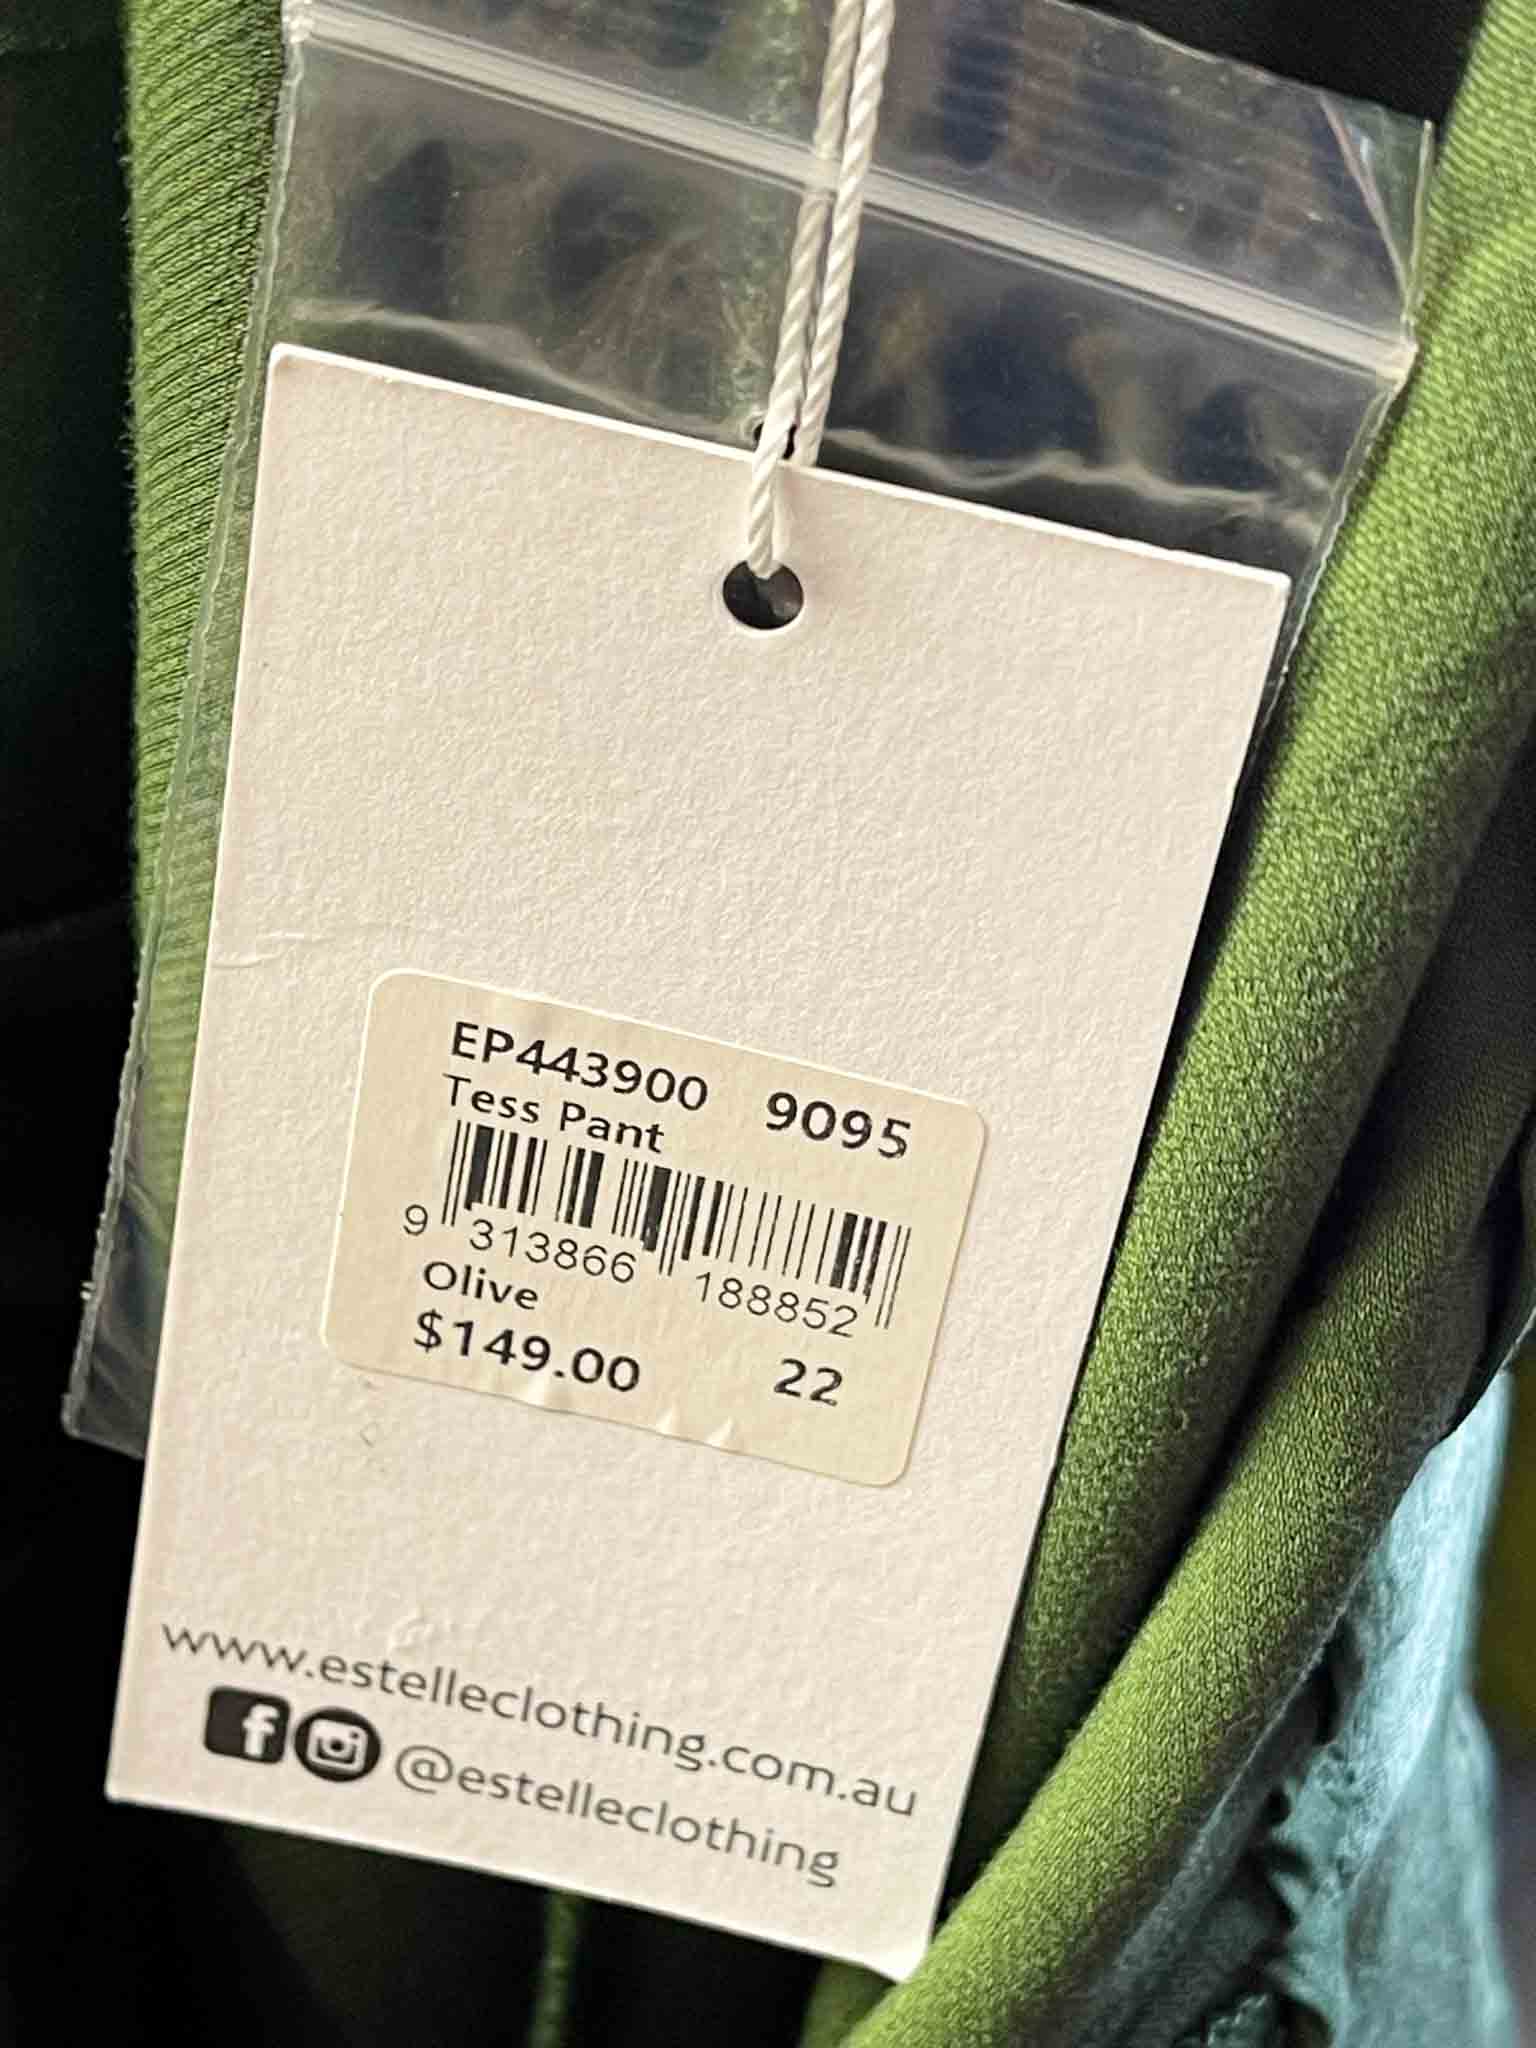 EP443900 9095
Tess Pant
9 313866 188852
Olive
$149.00 22
www.estelleclothing.com.au
@estelleclothing